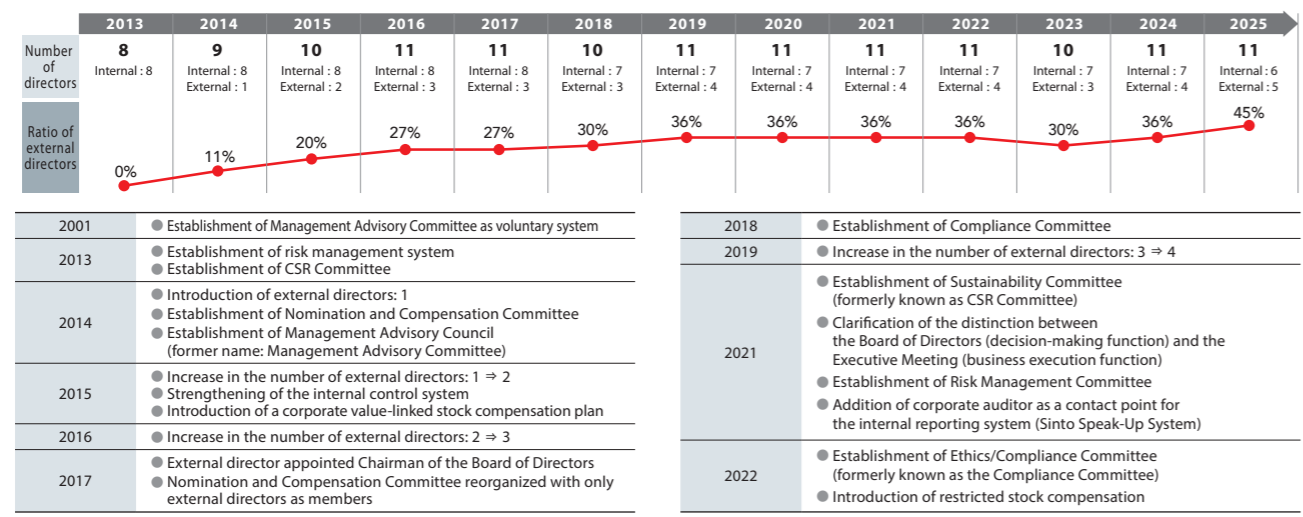 2013 2014 2015 2016 2017 2018 2019 2020 2021 2022 2023 2024 2025
Number
of
directors
8 9 10 11 11 10 11 11 11 11 10 11 11
Internal : 8 Internal : 8 Internal : 8 Internal : 8 Internal : 8 Internal : 7 Internal : 7 Internal : 7 Internal : 7 Internal : 7 Internal : 7 Internal : 7 Internal : 6
External : 1 External : 2 External : 3 External : 3 External : 3 External : 4 External : 4 External : 4 External : 4 External : 3 External : 4 External : 5
Ratio of
external
directors
0% 11% 20% 27% 27% 30% 36% 36% 36% 36% 30% 36% 45%
2001
● Establishment of Management Advisory Committee as voluntary system
2013
● Establishment of risk management system
● Establishment of CSR Committee
2014
● Introduction of external directors: 1
● Establishment of Nomination and Compensation Committee
● Establishment of Management Advisory Council
(former name: Management Advisory Committee)
2015
● Increase in the number of external directors: 1 ⇒ 2
● Strengthening of the internal control system
● Introduction of a corporate value-linked stock compensation plan
2016
● Increase in the number of external directors: 2 ⇒ 3
2017
● External director appointed Chairman of the Board of Directors
● Nomination and Compensation Committee reorganized with only
external directors as members
2018
● Establishment of Compliance Committee
2019
● Increase in the number of external directors: 3 ⇒ 4
2021
● Establishment of Sustainability Committee
(formerly known as CSR Committee)
● Clarification of the distinction between
the Board of Directors (decision-making function) and the
Executive Meeting (business execution function)
● Establishment of Risk Management Committee
● Addition of corporate auditor as a contact point for
the internal reporting system (Sinto Speak-Up System)
2022
● Establishment of Ethics/Compliance Committee
(formerly known as the Compliance Committee)
● Introduction of restricted stock compensation